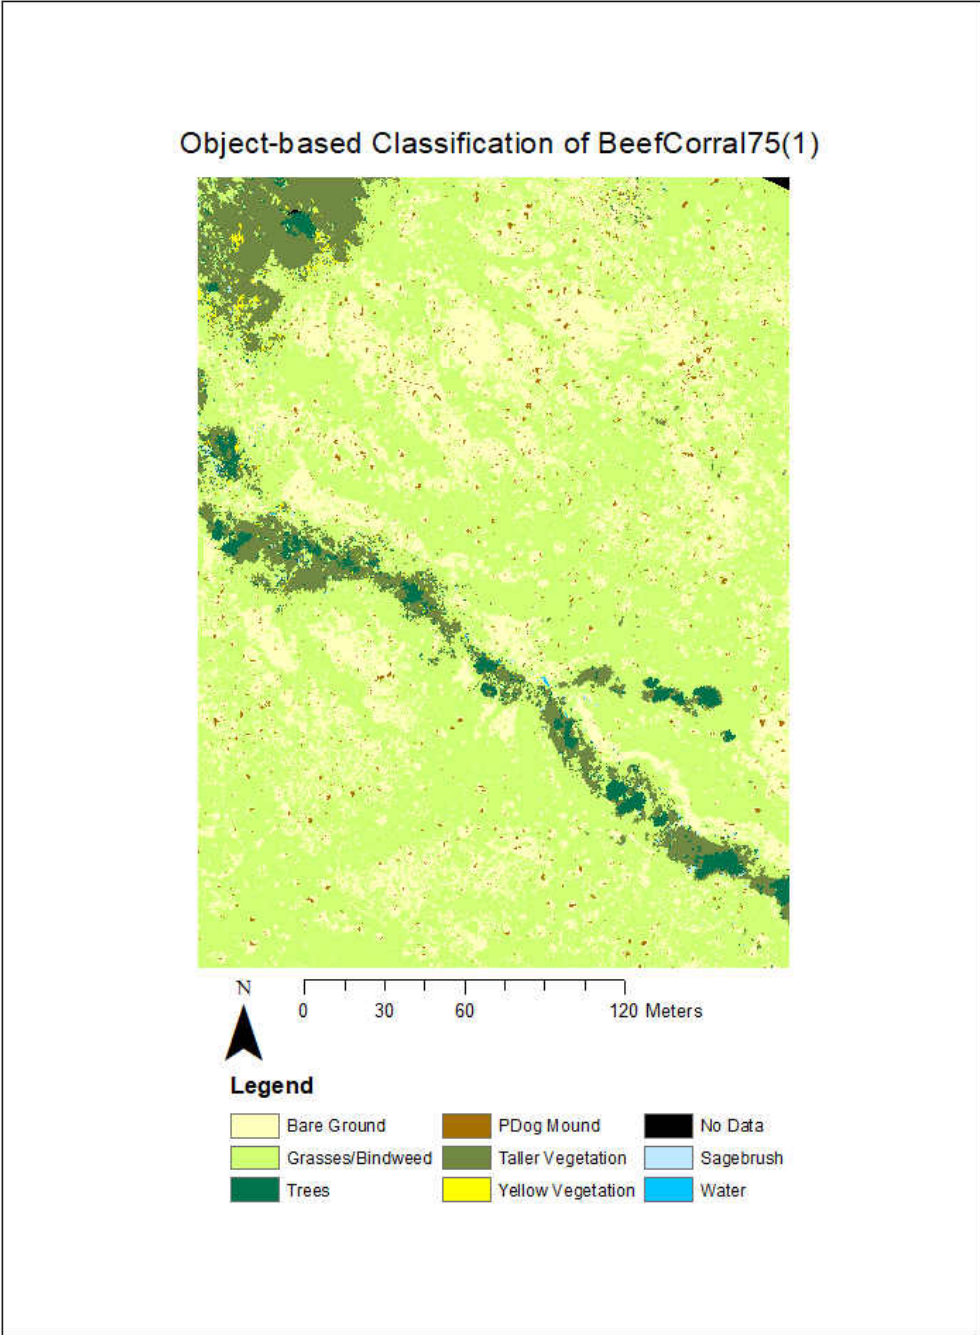 Object-based Classification of BeefCorral75(1)
N
0 30 60 120 Meters
Legend
Bare Ground PDog Mound No Data
Grasses/Bindweed Taller Vegetation Sagebrush
Trees Yellow Vegetation Water